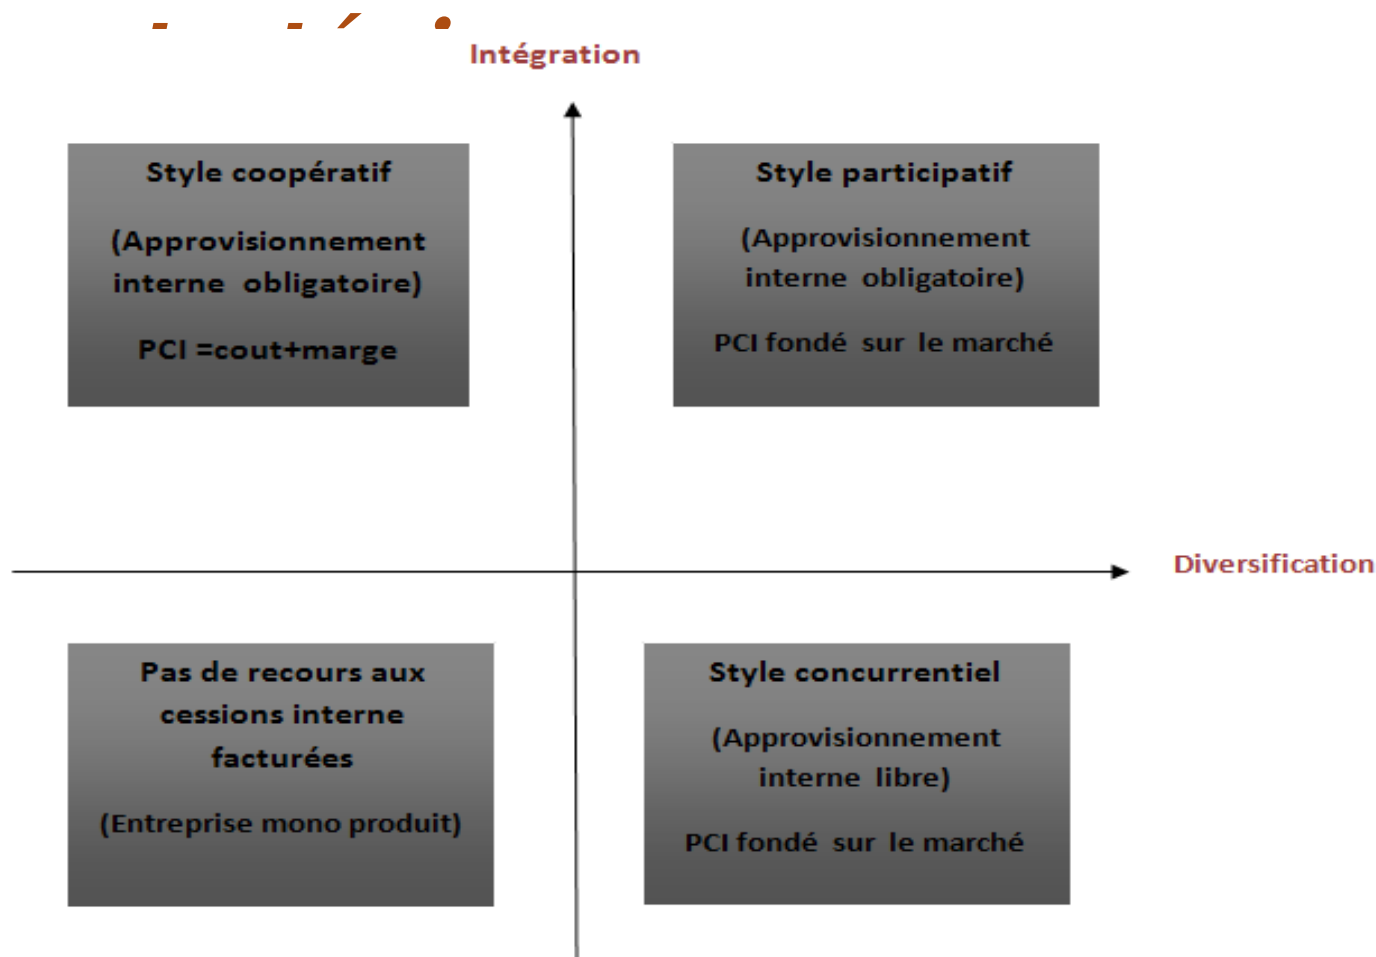 Intégration
Style coopératif
(Approvisionnement
interne obligatoire)
PCI =cout+marge
Style participatif
(Approvisionnement
interne obligatoire)
PCI fondé sur le marché
Diversification
Pas de recours aux
cessions interne
facturées
(Entreprise mono produit)
Style concurrentiel
(Approvisionnement
interne libre)
PCI fondé sur le marché